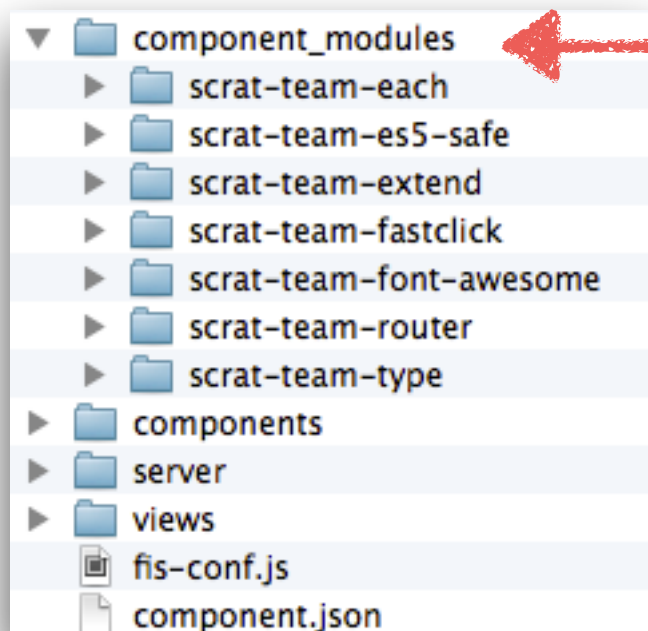 component_modules
scrat-team-each
scrat-team-es5-safe
scrat-team-extend
scrat-team-fastclick
scrat-team-font-awesome
scrat-team-router
scrat-team-type
components
server
views
fis-conf.js
component.json